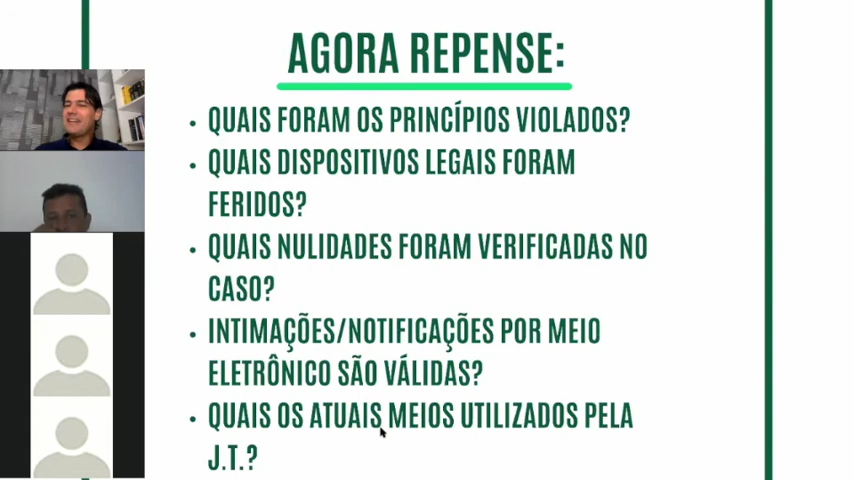 AGORA REPENSE:
• QUAIS FORAM OS PRINCÍPIOS VIOLADOS?
• QUAIS DISPOSITIVOS LEGAIS FORAM
FERIDOS?
• QUAIS NULIDADES FORAM VERIFICADAS NO
CASO?
• INTIMAÇÕES/NOTIFICAÇÕES POR MEIO
ELETRÔNICO SÃO VÁLIDAS?
• QUAIS OS ATUAIS MEIOS UTILIZADOS PELA
J.T.?